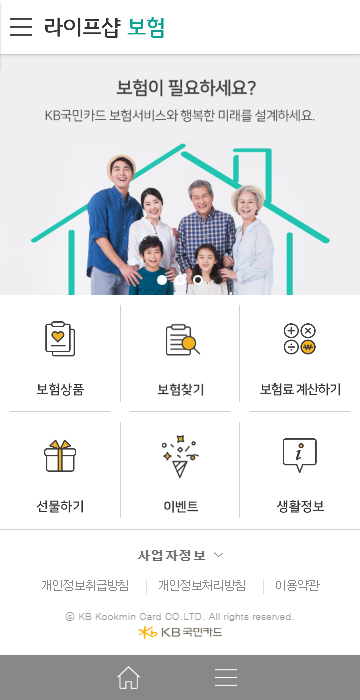 라이프샵 보험
보험이 필요하세요?
KB국민카드 보험서비스와 행복한 미래를 설계하세요.
보험상품 보험찾기 보험료 계산하기
선물하기 이벤트 생활정보
사업자정보
개인정보취급방침 개인정보처리방침 이용약관
ⓒ KB Kookmin Card CO.LTD. All rights reserved.
KB국민카드